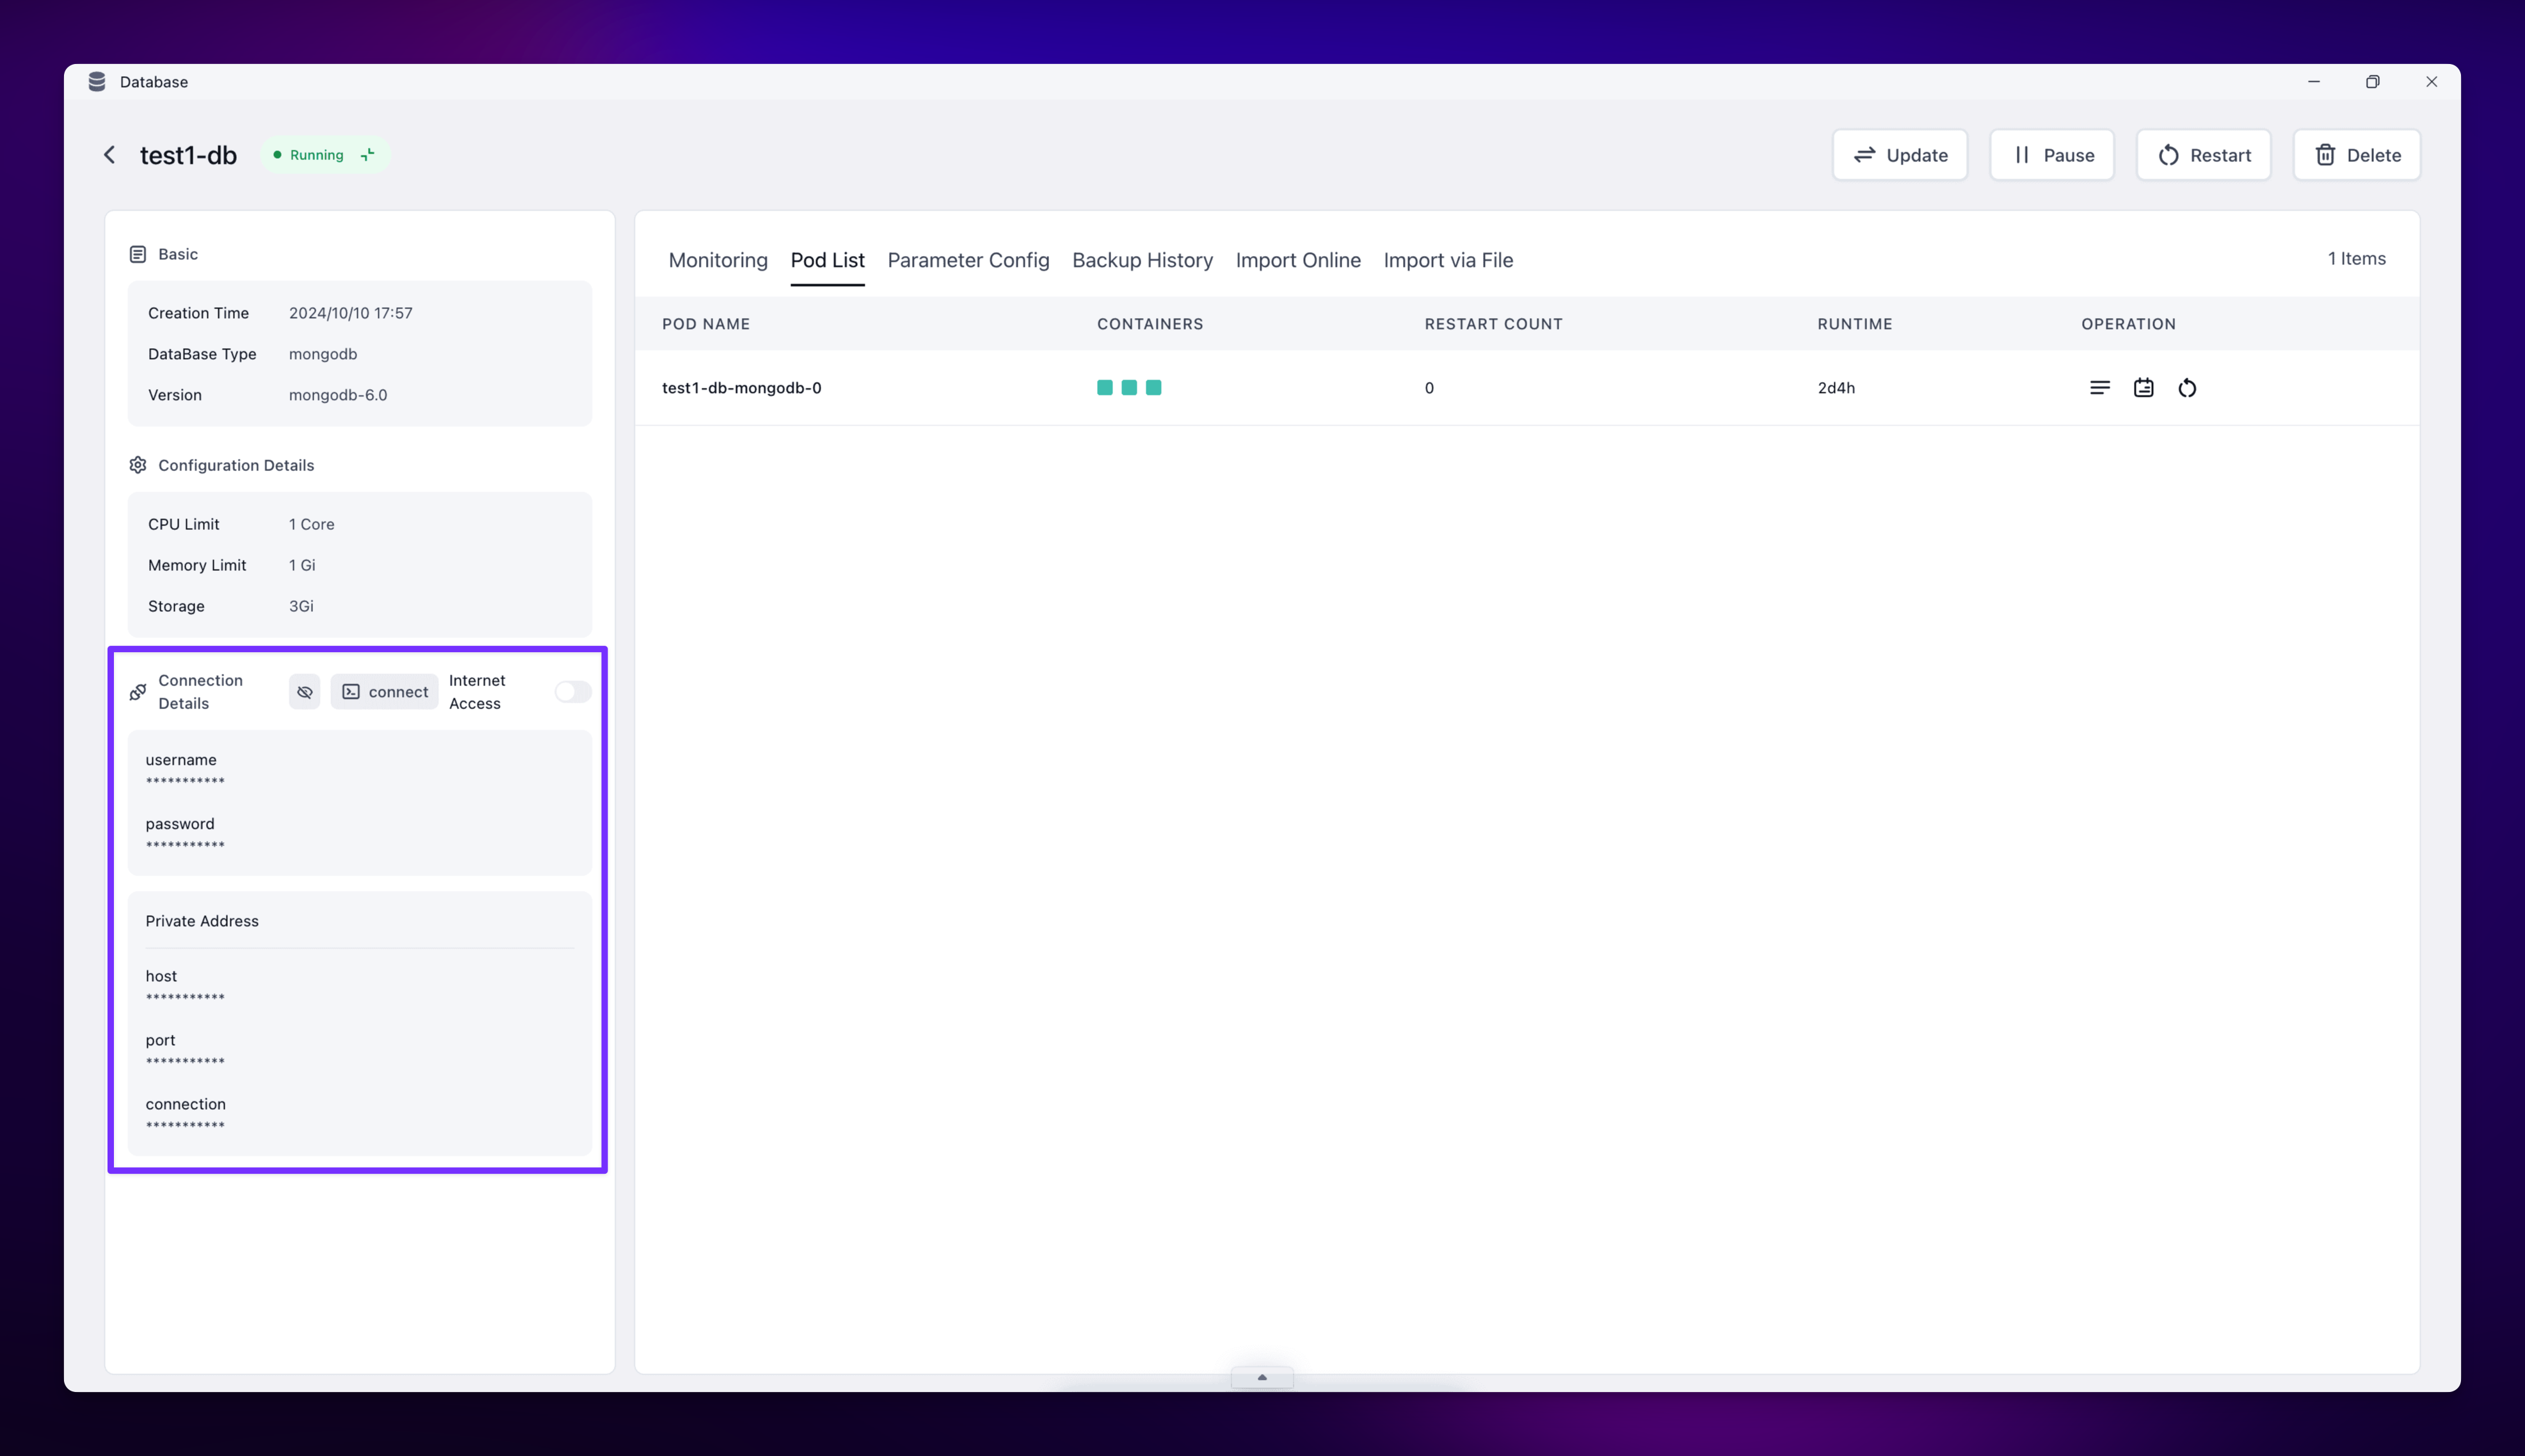 Database
test1-db
Running
Update
Pause
Restart
Delete
Basic
Creation Time 2024/10/10 17:57
DataBase Type mongodb
Version mongodb-6.0
Configuration Details
CPU Limit 1 Core
Memory Limit 1 Gi
Storage 3Gi
Connection
Details
connect
Internet
Access
username
***********
password
***********
Private Address
host
***********
port
***********
connection
***********
Monitoring Pod List Parameter Config Backup History Import Online Import via File
1 Items
POD NAME CONTAINERS RESTART COUNT RUNTIME OPERATION
test1-db-mongodb-0 0 2d4h